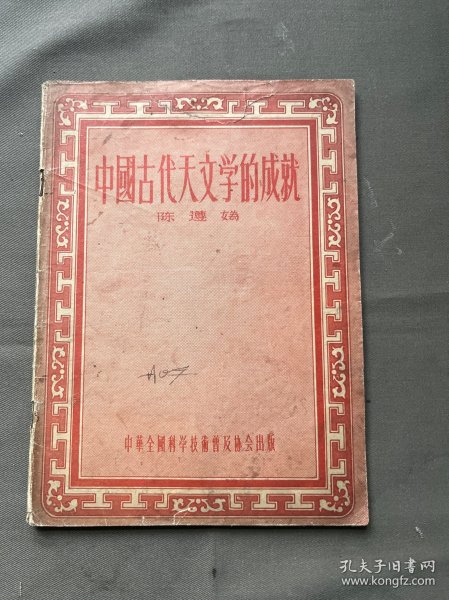 中國古代天文学的成就
陈遵妫
A07
中華全國科学技術普及协会出版
孔夫子旧书网
www.kongfz.com